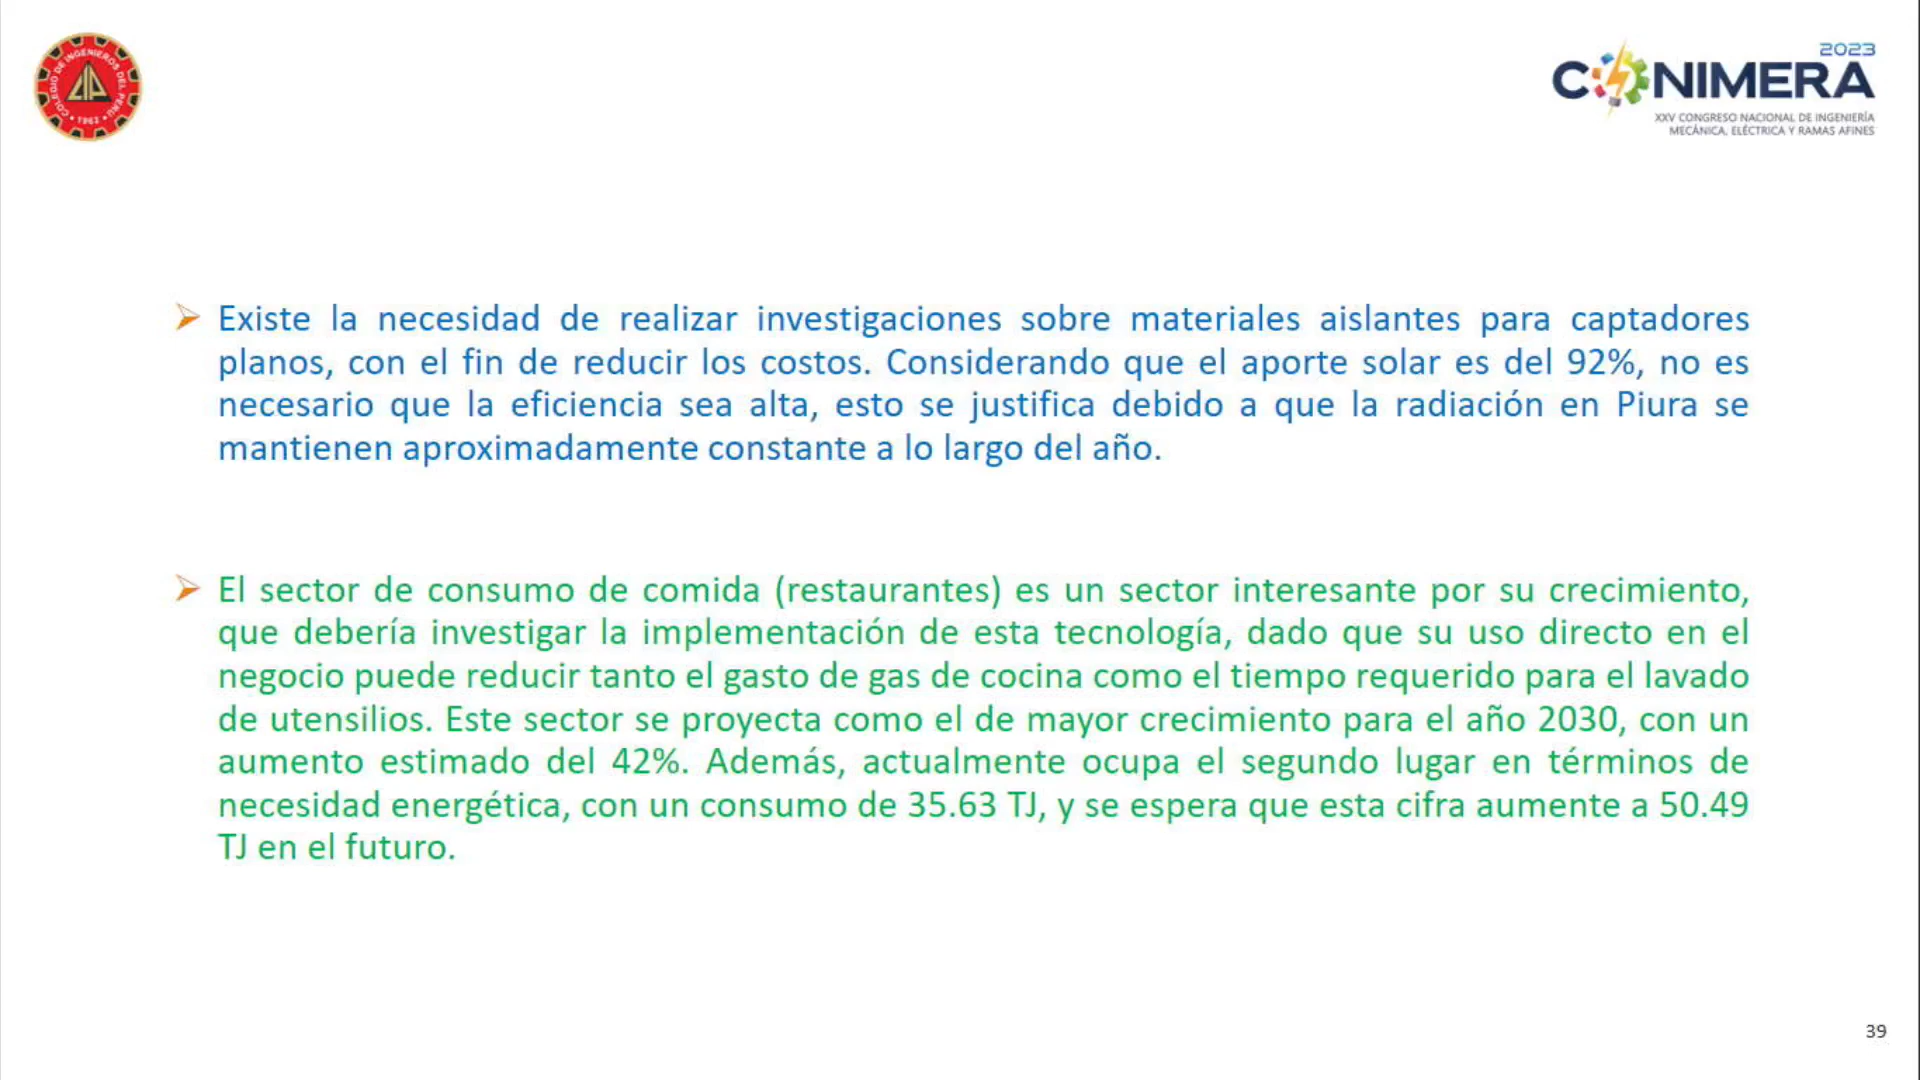 COLEGIO DE INGENIEROS DEL PERU
CIP
• 1962 •
2023
CONIMERA
XXV CONGRESO NACIONAL DE INGENIERÍA
MECÁNICA, ELÉCTRICA Y RAMAS AFINES
Existe la necesidad de realizar investigaciones sobre materiales aislantes para captadores
planos, con el fin de reducir los costos. Considerando que el aporte solar es del 92%, no es
necesario que la eficiencia sea alta, esto se justifica debido a que la radiación en Piura se
mantienen aproximadamente constante a lo largo del año.
El sector de consumo de comida (restaurantes) es un sector interesante por su crecimiento,
que debería investigar la implementación de esta tecnología, dado que su uso directo en el
negocio puede reducir tanto el gasto de gas de cocina como el tiempo requerido para el lavado
de utensilios. Este sector se proyecta como el de mayor crecimiento para el año 2030, con un
aumento estimado del 42%. Además, actualmente ocupa el segundo lugar en términos de
necesidad energética, con un consumo de 35.63 TJ, y se espera que esta cifra aumente a 50.49
TJ en el futuro.
39